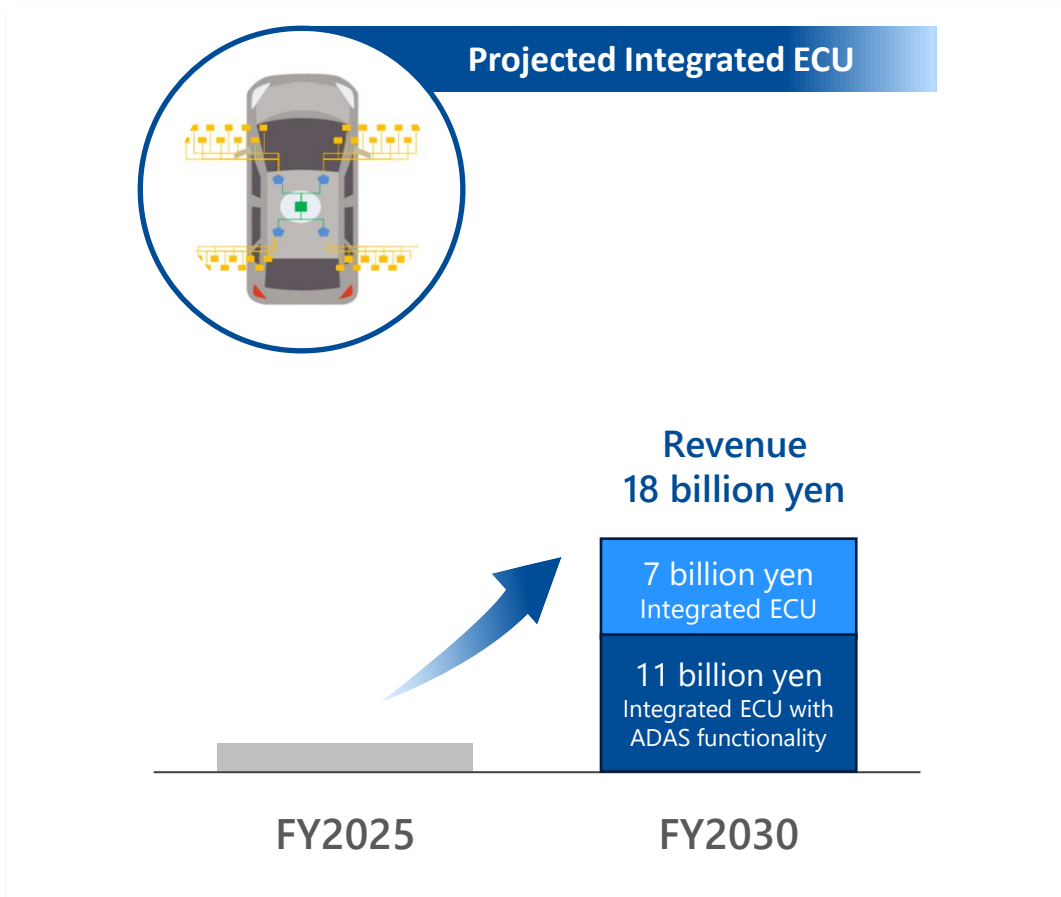 Projected Integrated ECU
Revenue
18 billion yen
7 billion yen
Integrated ECU
11 billion yen
Integrated ECU with
ADAS functionality
FY2025
FY2030